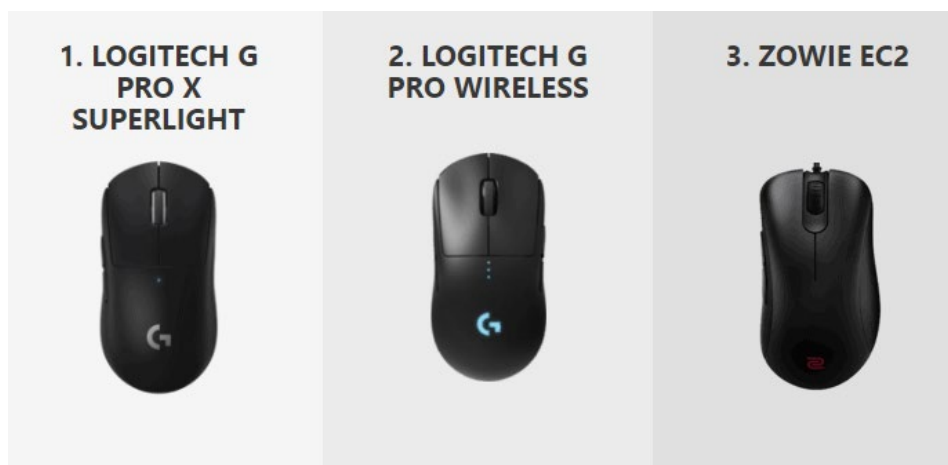 1. LOGITECH G
PRO X
SUPERLIGHT
2. LOGITECH G
PRO WIRELESS
3. ZOWIE EC2